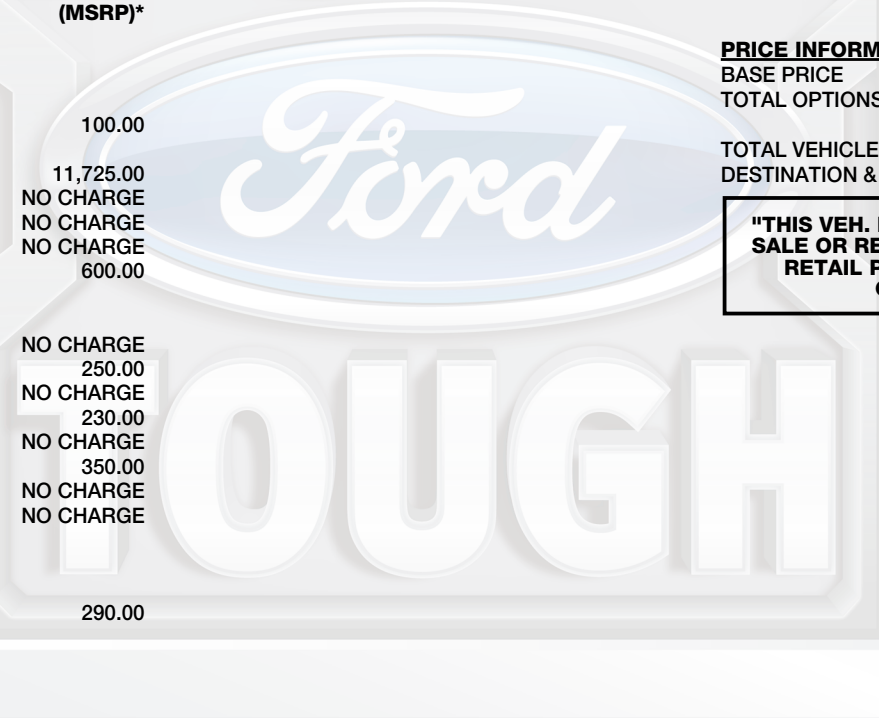 (MSRP)*
100.00
11,725.00
NO CHARGE
NO CHARGE
NO CHARGE
600.00
NO CHARGE
250.00
NO CHARGE
230.00
NO CHARGE
350.00
NO CHARGE
NO CHARGE
290.00
PRICE INFORM
BASE PRICE
TOTAL OPTIONS
TOTAL VEHICLE
DESTINATION &
"THIS VEH.
SALE OR RE
RETAIL P
Ford
TOUGH